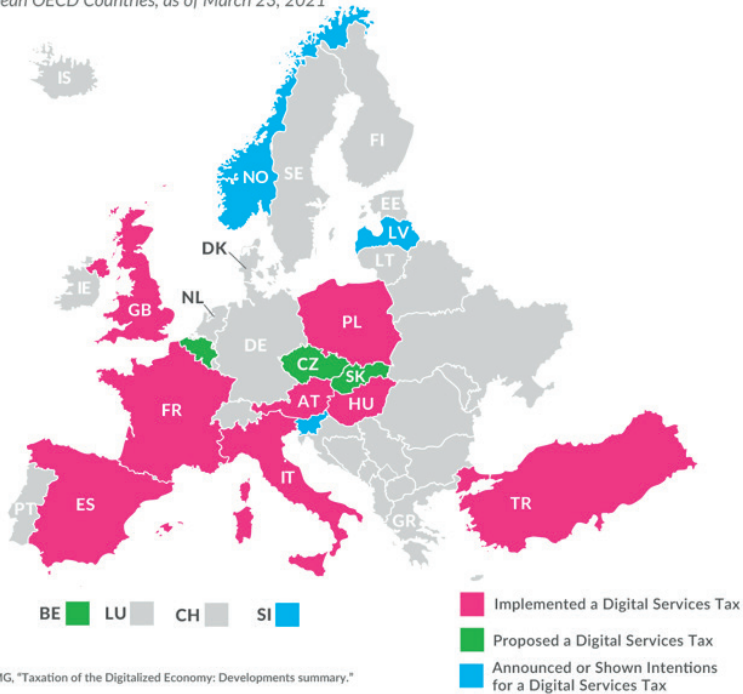 OECD Countries, as of March 23, 2021
IS
FI
NO
SE
EE
LV
DK
LT
IE
NL
GB
PL
DE
CZ
SK
FR
AT
HU
IT
PT
ES
TR
GR
BE
LU
CH
SI
Implemented a Digital Services Tax
Proposed a Digital Services Tax
Announced or Shown Intentions
for a Digital Services Tax
"Taxation of the Digitalized Economy: Developments summary."